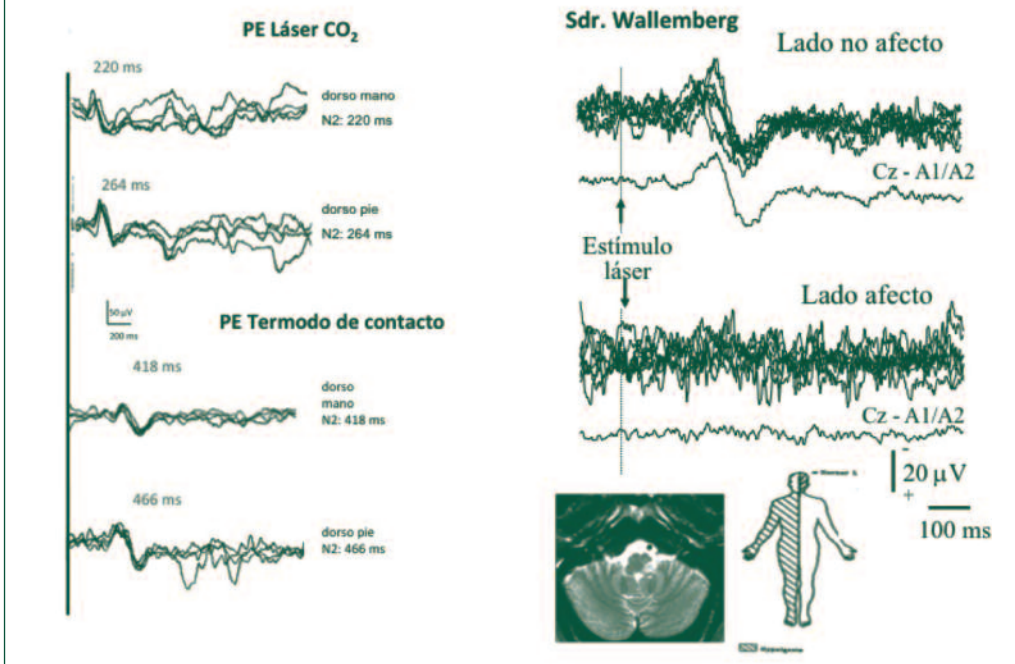 PE Láser CO₂
220 ms
dorso mano
N2: 220 ms
264 ms
dorso pie
N2: 264 ms
50 µV
200 ms
PE Termodo de contacto
418 ms
dorso
mano
N2: 418 ms
466 ms
dorso pie
N2: 466 ms
Sdr. Wallemberg
Lado no afecto
Cz - A1/A2
Estímulo
láser
Lado afecto
Cz - A1/A2
-
20 µV
+
100 ms